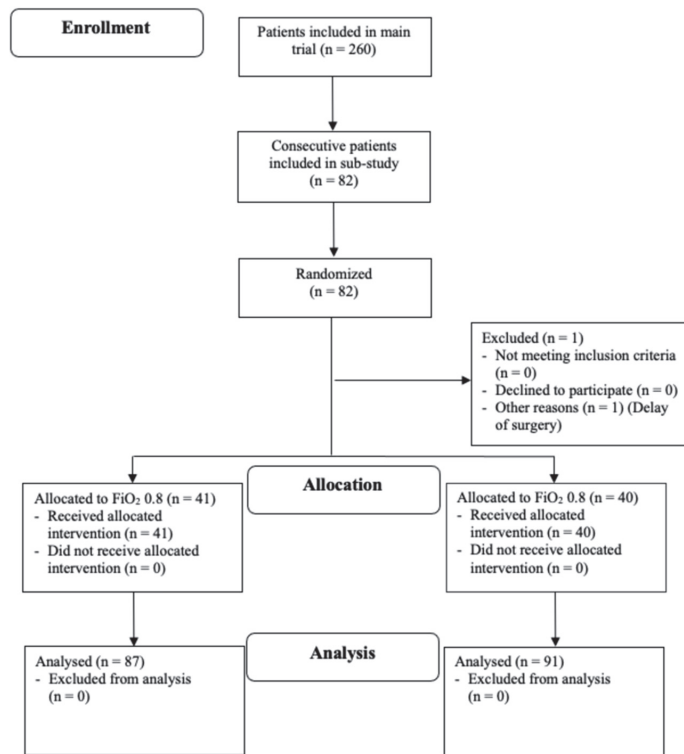 Enrollment
Patients included in main
trial (n = 260)
Consecutive patients
included in sub-study
(n = 82)
Randomized
(n = 82)
Excluded (n = 1)
- Not meeting inclusion criteria
(n = 0)
- Declined to participate (n = 0)
- Other reasons (n = 1) (Delay
of surgery)
Allocation
Allocated to FiO₂ 0.8 (n = 41)
- Received allocated
intervention (n = 41)
- Did not receive allocated
intervention (n = 0)
Allocated to FiO₂ 0.8 (n = 40)
- Received allocated
intervention (n = 40)
- Did not receive allocated
intervention (n = 0)
Analysis
Analysed (n = 87)
- Excluded from analysis
(n = 0)
Analysed (n = 91)
- Excluded from analysis
(n = 0)